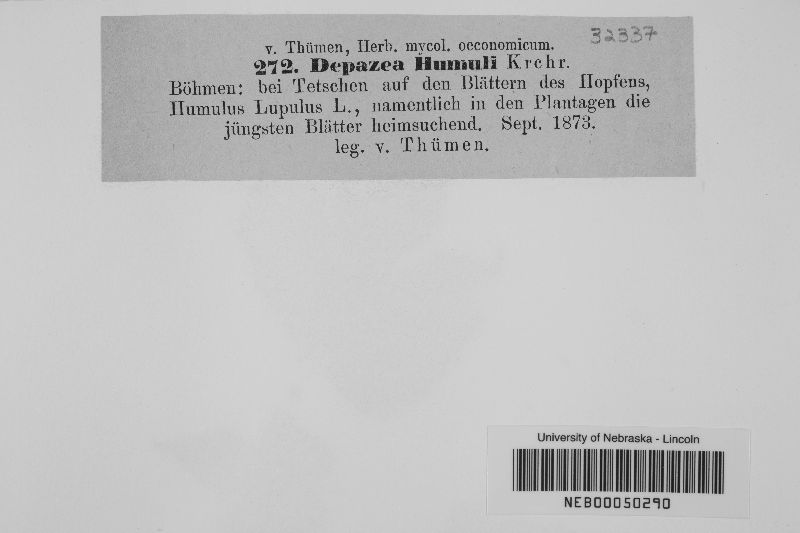 v. Thümen, Herb. mycol. oeconomicum. 32337
272. Depazea Humuli Krchr.
Böhmen: bei Tetschen auf den Blättern des Hopfens,
Humulus Lupulus L., namentlich in den Plantagen die
jüngsten Blätter heimsuchend. Sept. 1873.
leg. v. Thümen.
University of Nebraska - Lincoln
NEB00050290